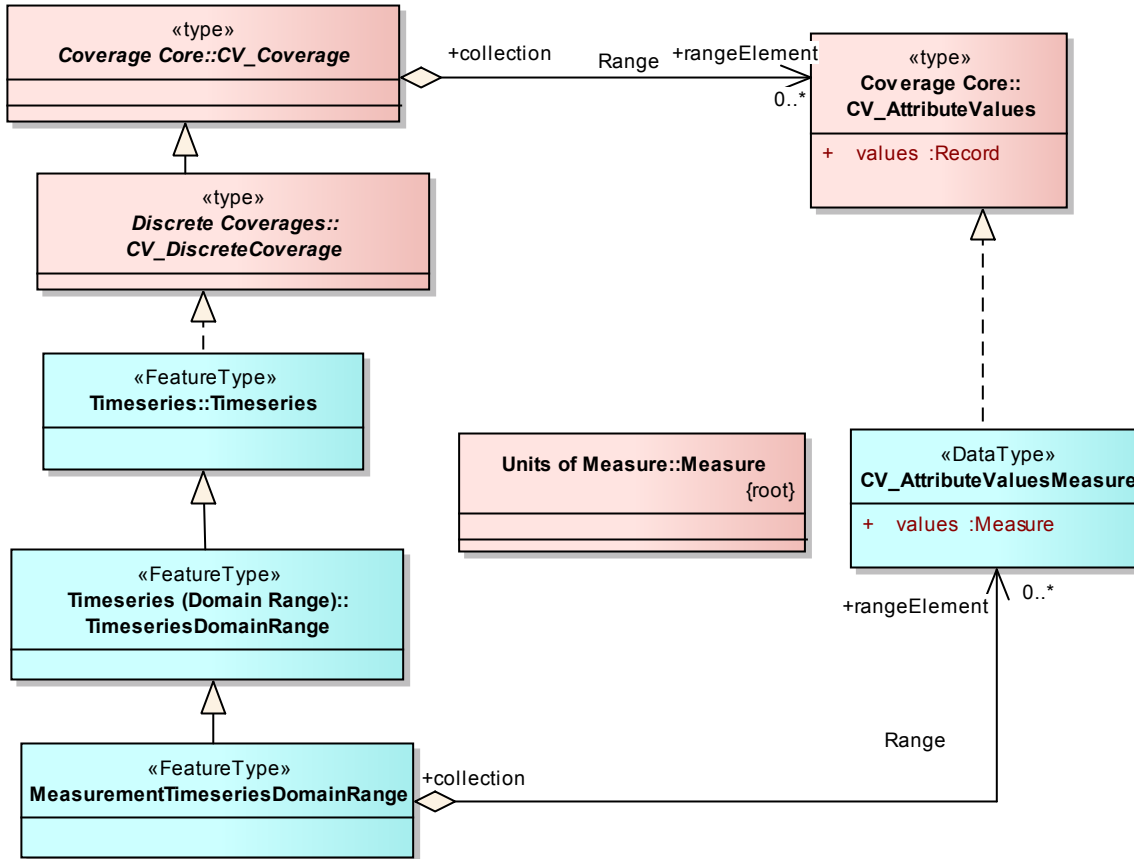 «type»
Coverage Core::CV_Coverage
+collection
Range
+rangeElement
0..*
«type»
Coverage Core::
CV_AttributeValues
+ values :Record
«type»
Discrete Coverages::
CV_DiscreteCoverage
«FeatureType»
Timeseries::Timeseries
Units of Measure::Measure
{root}
«DataType»
CV_AttributeValuesMeasure
+ values :Measure
«FeatureType»
Timeseries (Domain Range)::
TimeseriesDomainRange
+rangeElement
0..*
Range
«FeatureType»
MeasurementTimeseriesDomainRange
+collection